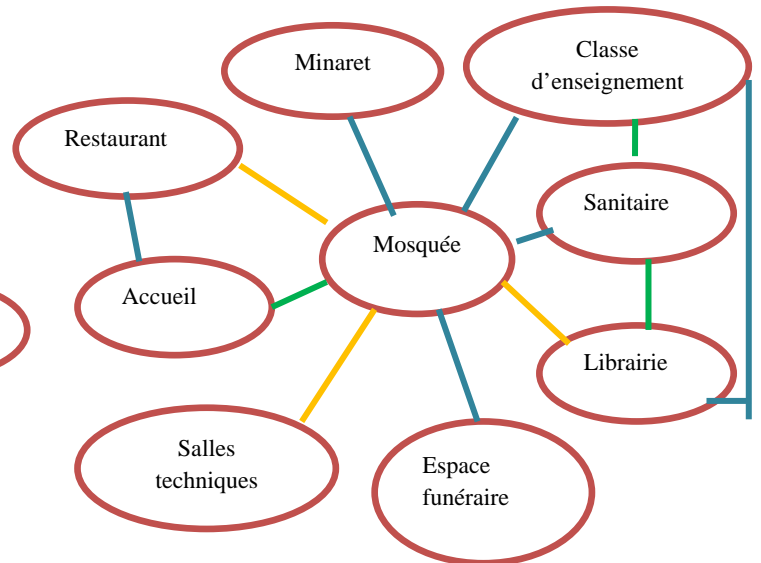 Minaret
Classe
d’enseignement
Restaurant
Sanitaire
Mosquée
Accueil
Librairie
Salles
techniques
Espace
funéraire